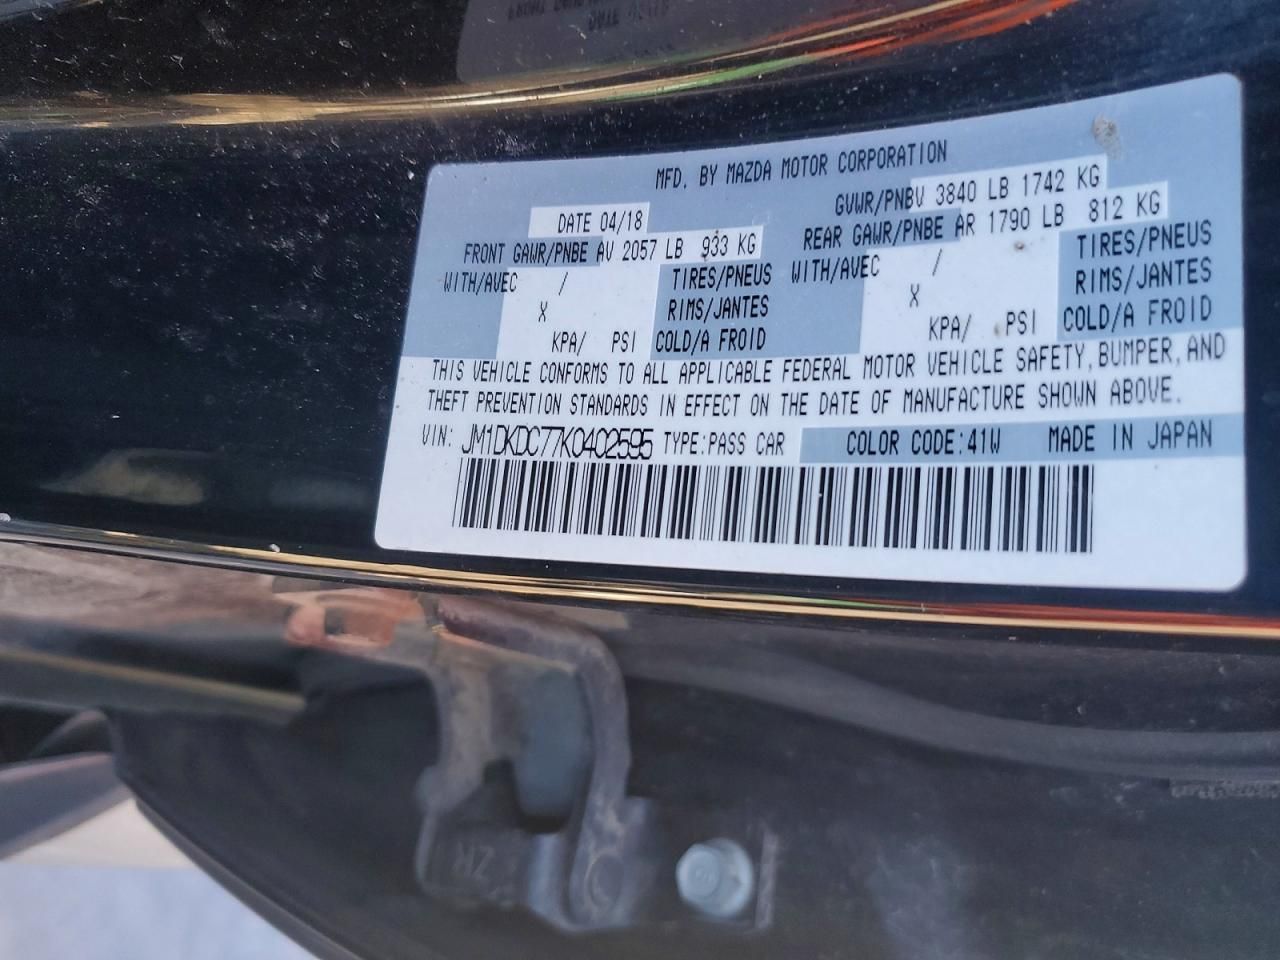 MFD. BY MAZDA MOTOR CORPORATION
DATE 04/18 GVWR/PNBV 3840 LB 1742 KG
FRONT GAWR/PNBE AV 2057 LB 933 KG REAR GAWR/PNBE AR 1790 LB 812 KG
WITH/AVEC / TIRES/PNEUS WITH/AVEC / TIRES/PNEUS
X RIMS/JANTES X RIMS/JANTES
KPA/ PSI COLD/A FROID KPA/ PSI COLD/A FROID
THIS VEHICLE CONFORMS TO ALL APPLICABLE FEDERAL MOTOR VEHICLE SAFETY, BUMPER, AND
THEFT PREVENTION STANDARDS IN EFFECT ON THE DATE OF MANUFACTURE SHOWN ABOVE.
VIN: JM1DKDC77K0402595 TYPE:PASS CAR COLOR CODE:41W MADE IN JAPAN
ZR